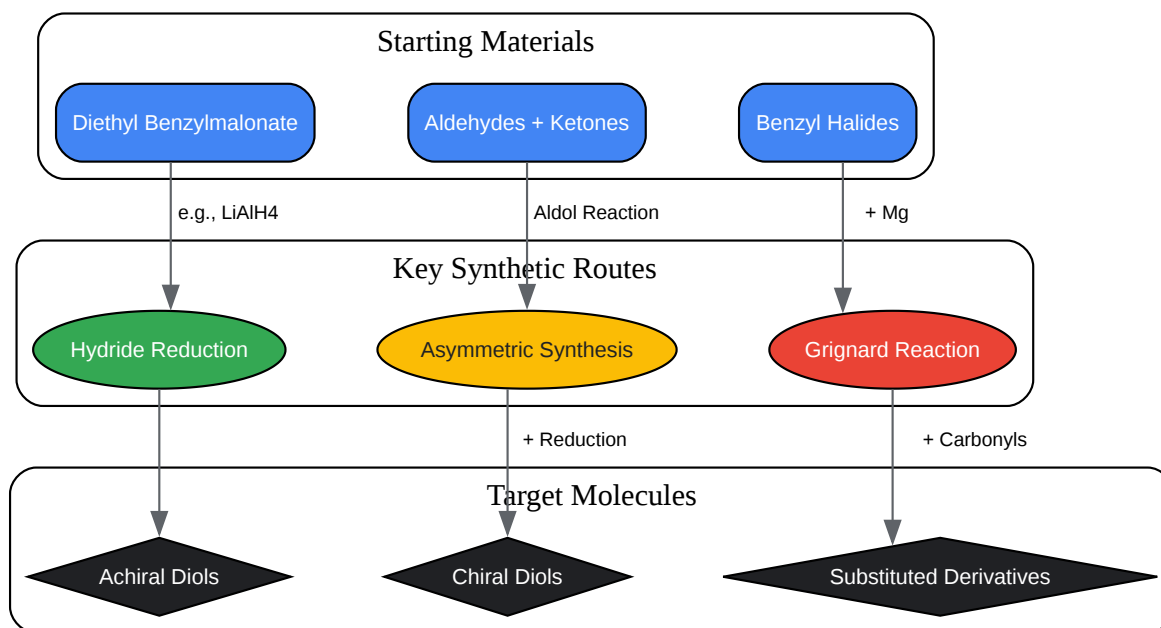 Starting Materials
Diethyl Benzylmalonate
Aldehydes + Ketones
Benzyl Halides
e.g., LiAlH4
Aldol Reaction
+ Mg
Key Synthetic Routes
Hydride Reduction
Asymmetric Synthesis
Grignard Reaction
+ Reduction
+ Carbonyls
Target Molecules
Achiral Diols
Chiral Diols
Substituted Derivatives